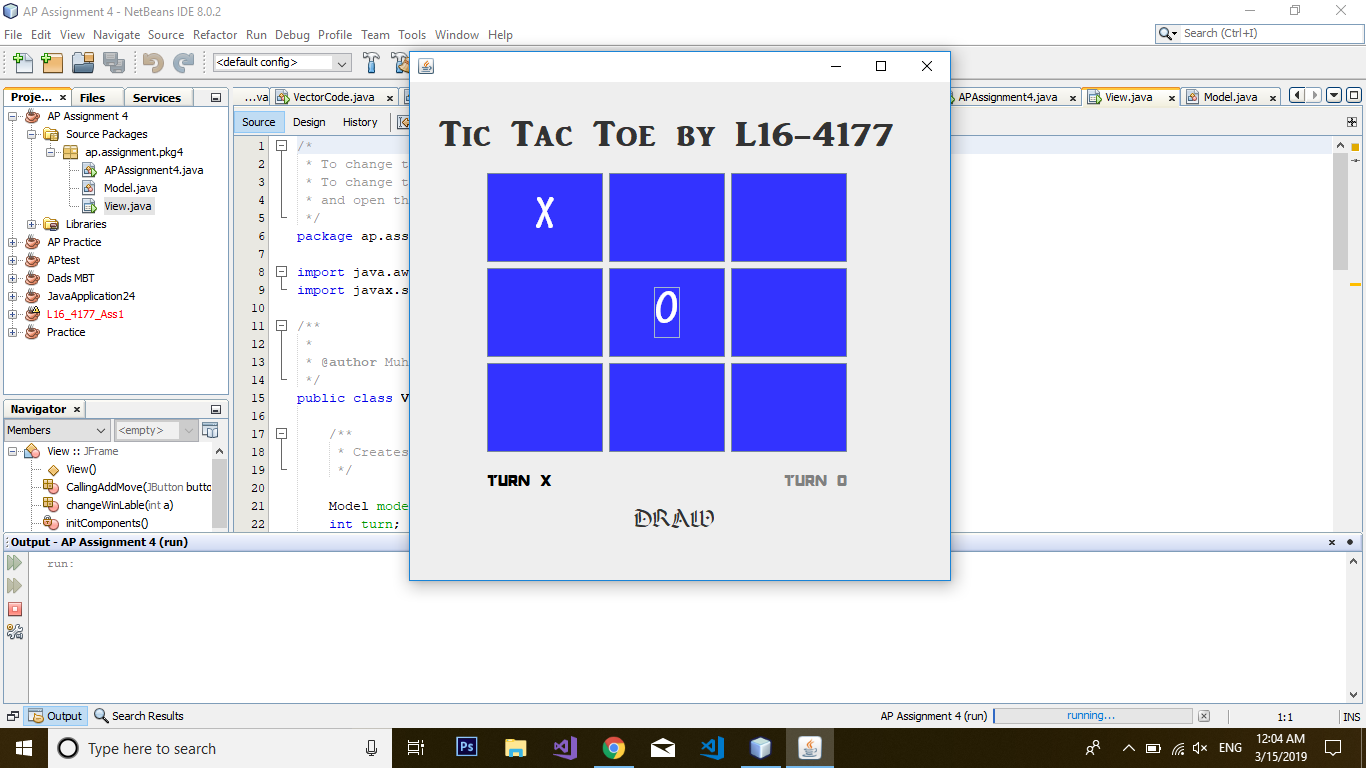 AP Assignment 4 - NetBeans IDE 8.0.2
File Edit View Navigate Source Refactor Run Debug Profile Team Tools Window Help
Search (Ctrl+I)
<default config>
Proje... × Files Services
AP Assignment 4
Source Packages
ap.assignment.pkg4
APAssignment4.java
Model.java
View.java
Libraries
AP Practice
APtest
Dads MBT
JavaApplication24
L16_4177_Ass1
Practice
Navigator ×
Members <empty>
View :: JFrame
View()
CallingAddMove(JButton butto
changeWinLable(int a)
initComponents()
...va VectorCode.java × APAssignment4.java × View.java × Model.java ×
Source Design History
1 /*
2 * To change t
3 * To change t
4 * and open th
5 */
6 package ap.ass
7
8 import java.aw
9 import javax.s
10
11 /**
12 *
13 * @author Muh
14 */
15 public class V
16
17 /**
18 * Creates
19 */
20
21 Model mode
22 int turn;
Tic Tac Toe by L16-4177
X
O
TURN X TURN O
DRAW
Output - AP Assignment 4 (run)
run:
Output Search Results
AP Assignment 4 (run) running... 1:1 INS
Type here to search
Ps
ENG
12:04 AM
3/15/2019